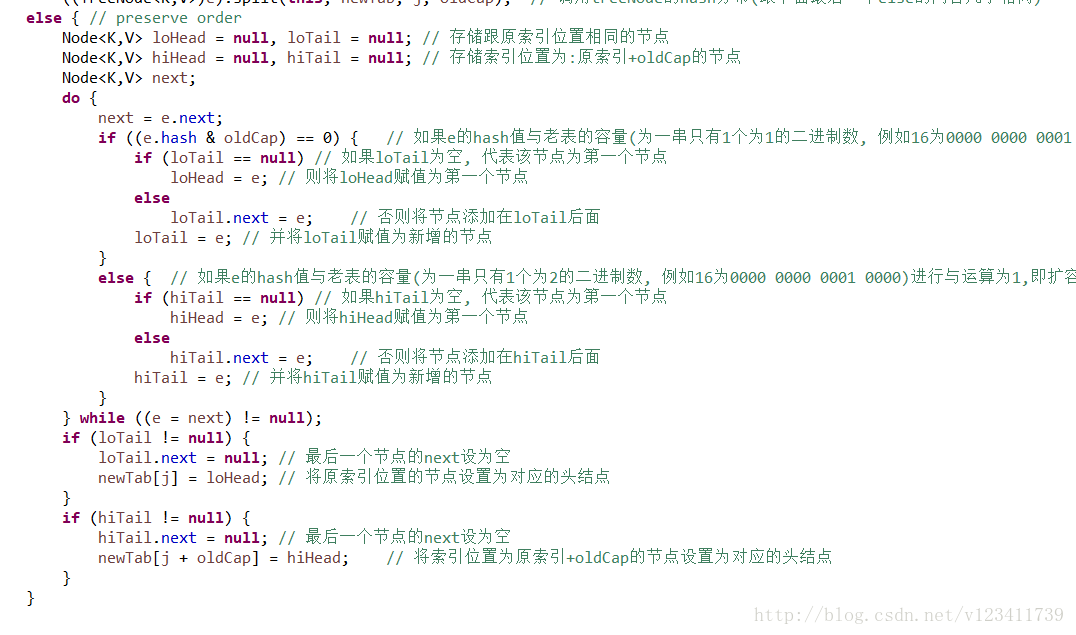 else { // preserve order
Node<K,V> loHead = null, loTail = null; // 存储跟原索引位置相同的节点
Node<K,V> hiHead = null, hiTail = null; // 存储索引位置为:原索引+oldCap的节点
Node<K,V> next;
do {
next = e.next;
if ((e.hash & oldCap) == 0) { // 如果e的hash值与老表的容量(为一串只有1个为1的二进制数, 例如16为0000 0000 0001
if (loTail == null) // 如果loTail为空, 代表该节点为第一个节点
loHead = e; // 则将loHead赋值为第一个节点
else
loTail.next = e; // 否则将节点添加在loTail后面
loTail = e; // 并将loTail赋值为新增的节点
}
else { // 如果e的hash值与老表的容量(为一串只有1个为2的二进制数, 例如16为0000 0000 0001 0000)进行与运算为1,即扩容
if (hiTail == null) // 如果hiTail为空, 代表该节点为第一个节点
hiHead = e; // 则将hiHead赋值为第一个节点
else
hiTail.next = e; // 否则将节点添加在hiTail后面
hiTail = e; // 并将hiTail赋值为新增的节点
}
} while ((e = next) != null);
if (loTail != null) {
loTail.next = null; // 最后一个节点的next设为空
newTab[j] = loHead; // 将原索引位置的节点设置为对应的头结点
}
if (hiTail != null) {
hiTail.next = null; // 最后一个节点的next设为空
newTab[j + oldCap] = hiHead; // 将索引位置为原索引+oldCap的节点设置为对应的头结点
}
}
http://blog.csdn.net/v123411739